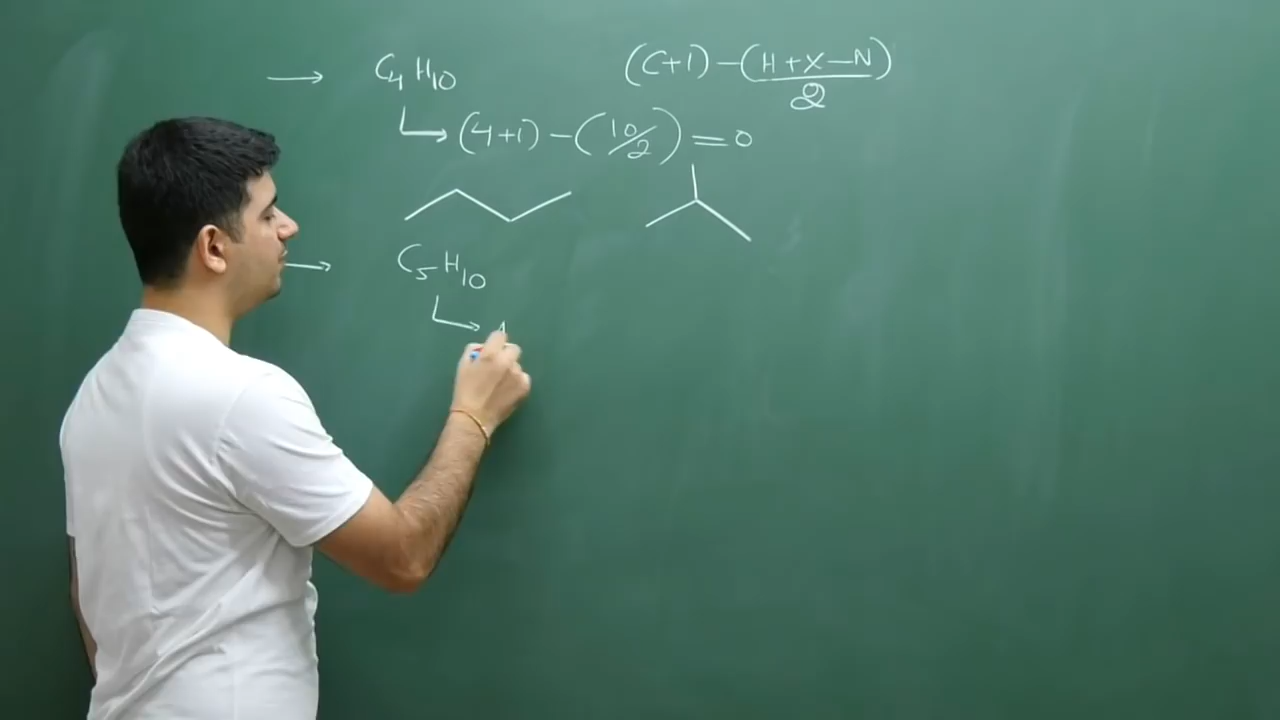 → C₄H₁₀ (C+1) - (H+X-N)/2
↳ (4+1) - (10/2) = 0
→ C₅H₁₀
↳